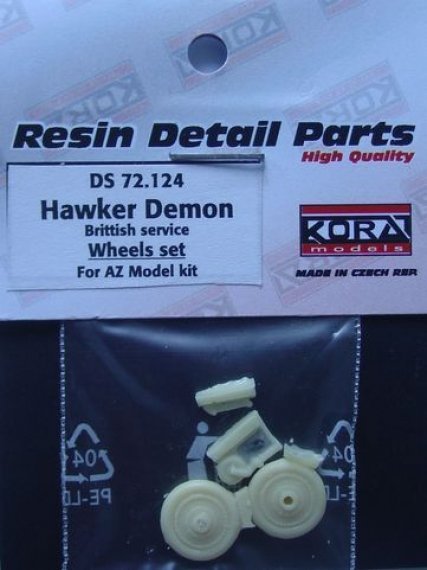 Resin Detail Parts
High Quality
DS 72.124
Hawker Demon
Brittish service
Wheels set
For AZ Model kit
KORA
models
MADE IN CZECH REP.
04
PE-LD
04
PE-LD